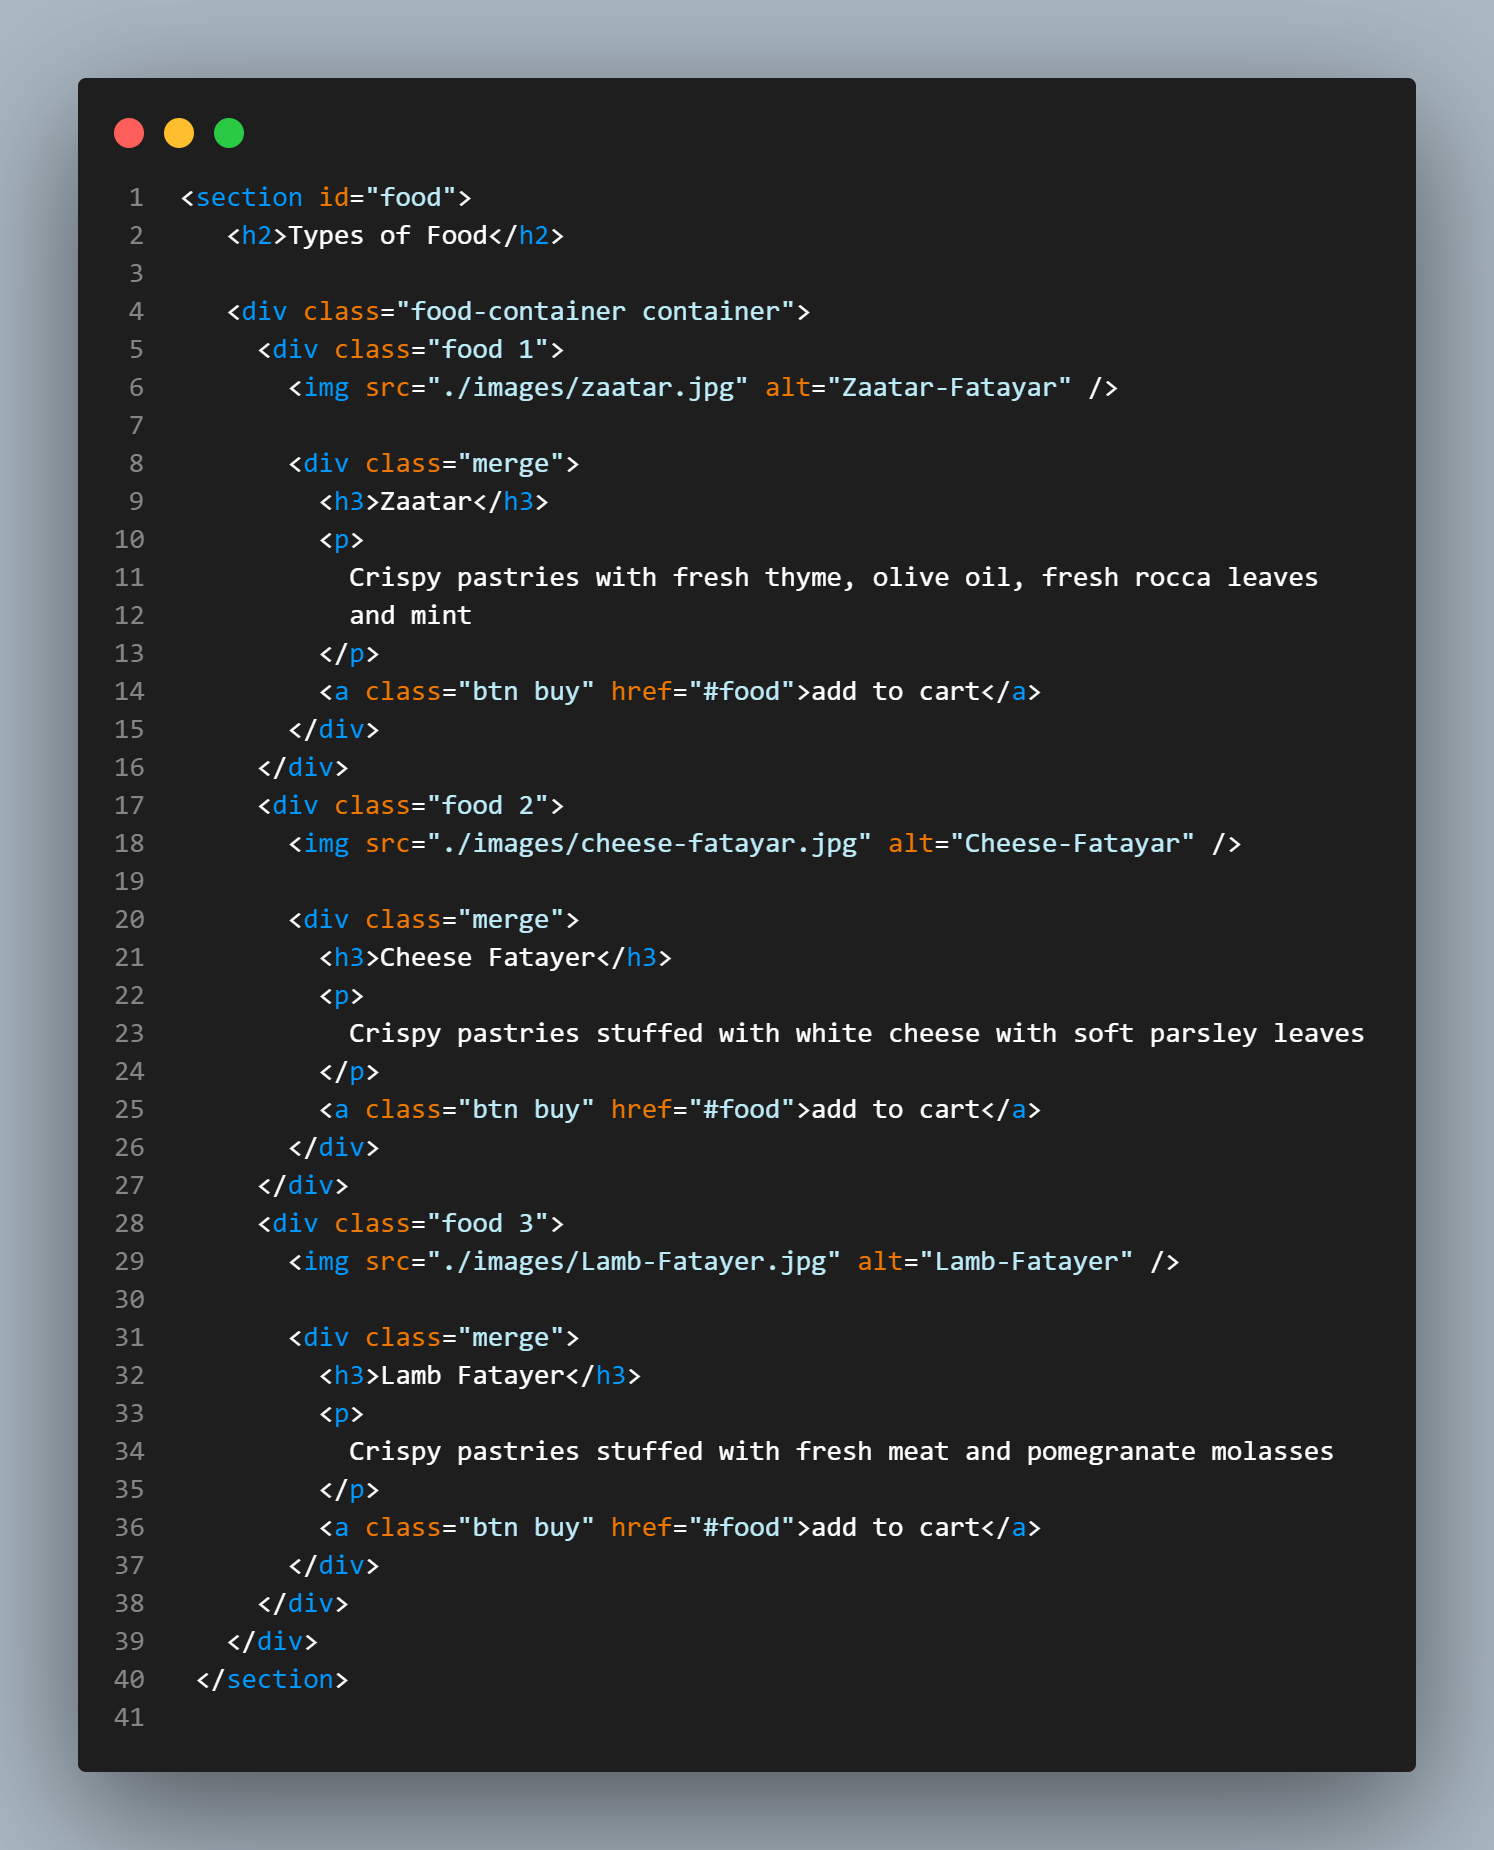 1 <section id="food">
2    <h2>Types of Food</h2>
3
4    <div class="food-container container">
5      <div class="food 1">
6        <img src="./images/zaatar.jpg" alt="Zaatar-Fatayar" />
7
8        <div class="merge">
9          <h3>Zaatar</h3>
10          <p>
11            Crispy pastries with fresh thyme, olive oil, fresh rocca leaves
12            and mint
13          </p>
14          <a class="btn buy" href="#food">add to cart</a>
15        </div>
16      </div>
17      <div class="food 2">
18        <img src="./images/cheese-fatayar.jpg" alt="Cheese-Fatayar" />
19
20        <div class="merge">
21          <h3>Cheese Fatayer</h3>
22          <p>
23            Crispy pastries stuffed with white cheese with soft parsley leaves
24          </p>
25          <a class="btn buy" href="#food">add to cart</a>
26        </div>
27      </div>
28      <div class="food 3">
29        <img src="./images/Lamb-Fatayer.jpg" alt="Lamb-Fatayer" />
30
31        <div class="merge">
32          <h3>Lamb Fatayer</h3>
33          <p>
34            Crispy pastries stuffed with fresh meat and pomegranate molasses
35          </p>
36          <a class="btn buy" href="#food">add to cart</a>
37        </div>
38      </div>
39    </div>
40  </section>
41